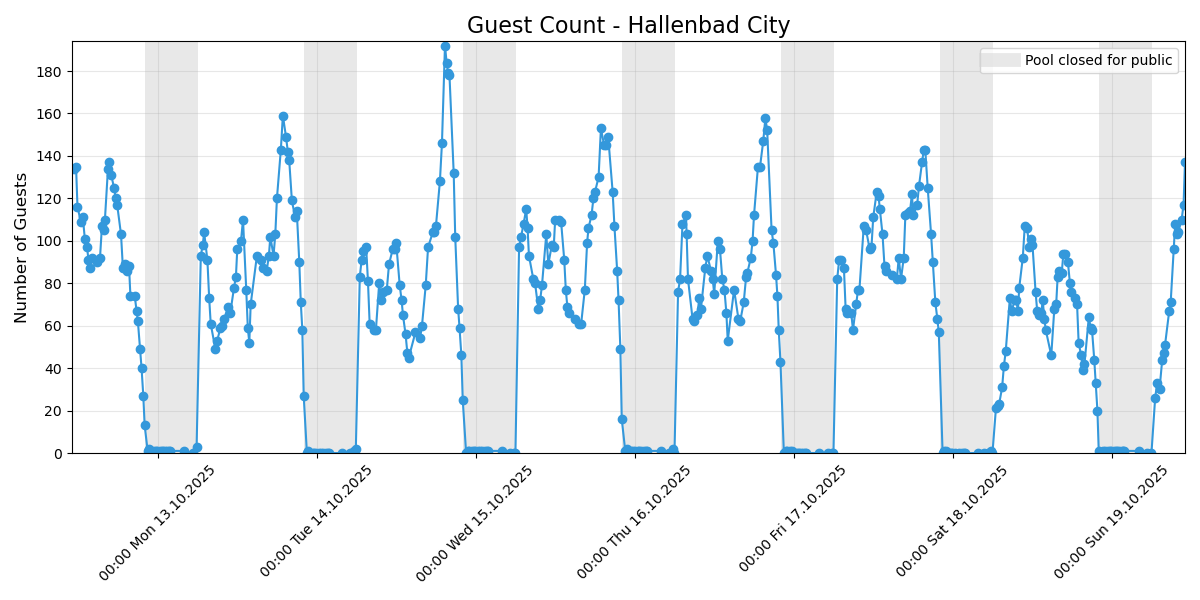 Guest Count - Hallenbad City
Pool closed for public
Number of Guests
180
160
140
120
100
80
60
40
20
0
00:00 Mon 13.10.2025
00:00 Tue 14.10.2025
00:00 Wed 15.10.2025
00:00 Thu 16.10.2025
00:00 Fri 17.10.2025
00:00 Sat 18.10.2025
00:00 Sun 19.10.2025